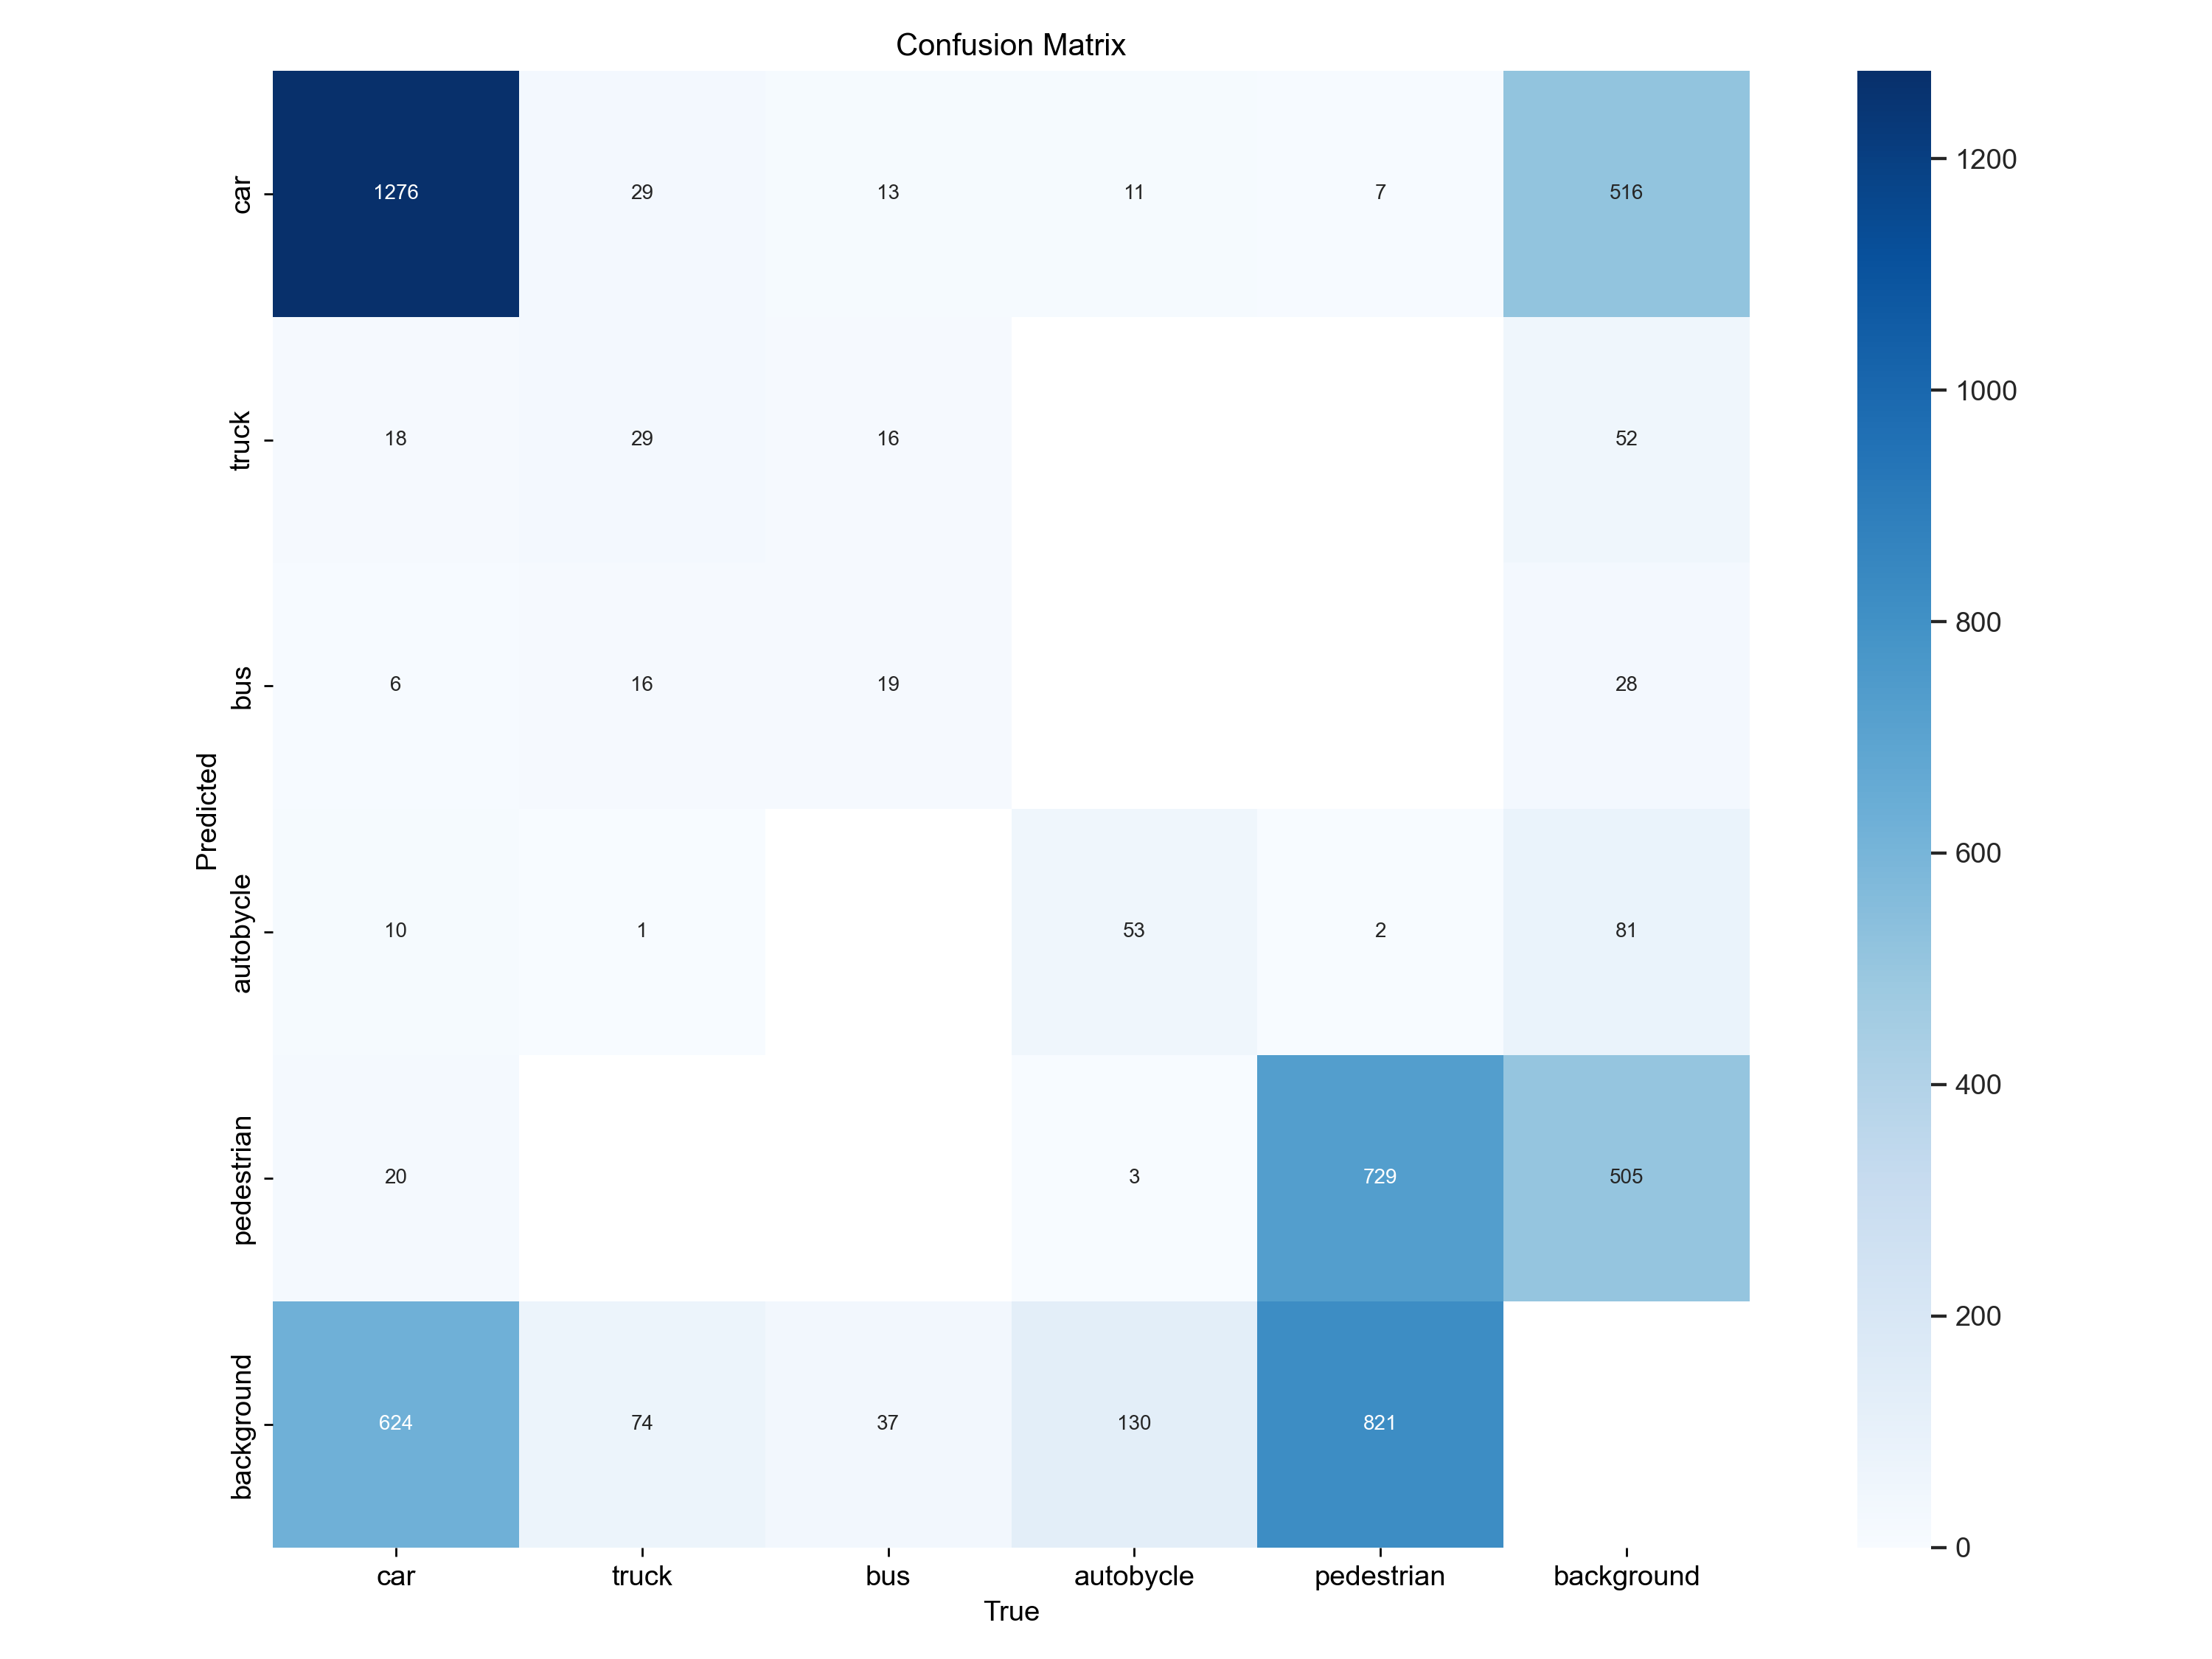 Confusion Matrix
car 1276 29 13 11 7 516
truck 18 29 16 52
bus 6 16 19 28
autobycle 10 1 53 2 81
pedestrian 20 3 729 505
background 624 74 37 130 821
car truck bus autobycle pedestrian background
True
Predicted
1200
1000
800
600
400
200
0